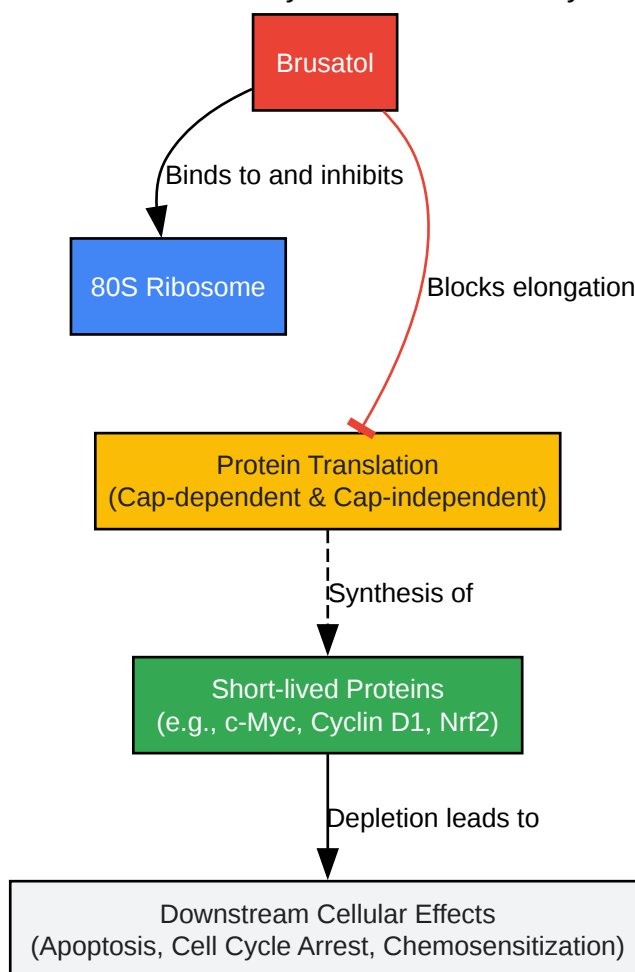 Brusatol
Binds to and inhibits
80S Ribosome
Blocks elongation
Protein Translation
(Cap-dependent & Cap-independent)
Synthesis of
Short-lived Proteins
(e.g., c-Myc, Cyclin D1, Nrf2)
Depletion leads to
Downstream Cellular Effects
(Apoptosis, Cell Cycle Arrest, Chemosensitization)